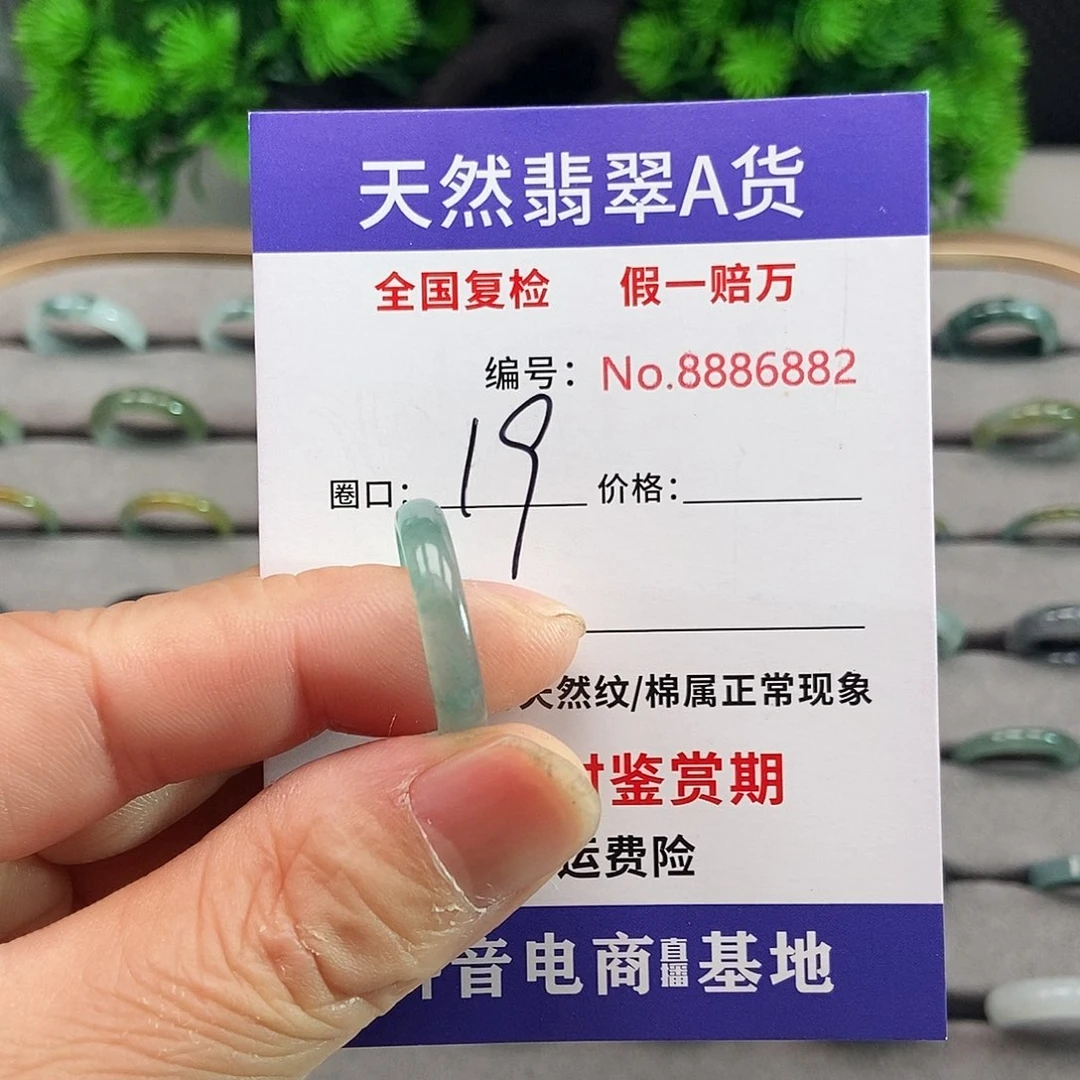 天然翡翠A货
全国复检 假一赔万
编号：No.8886882
圈口：19 价格：
天然纹/棉属正常现象
鉴赏期
运费险
音电商直播基地